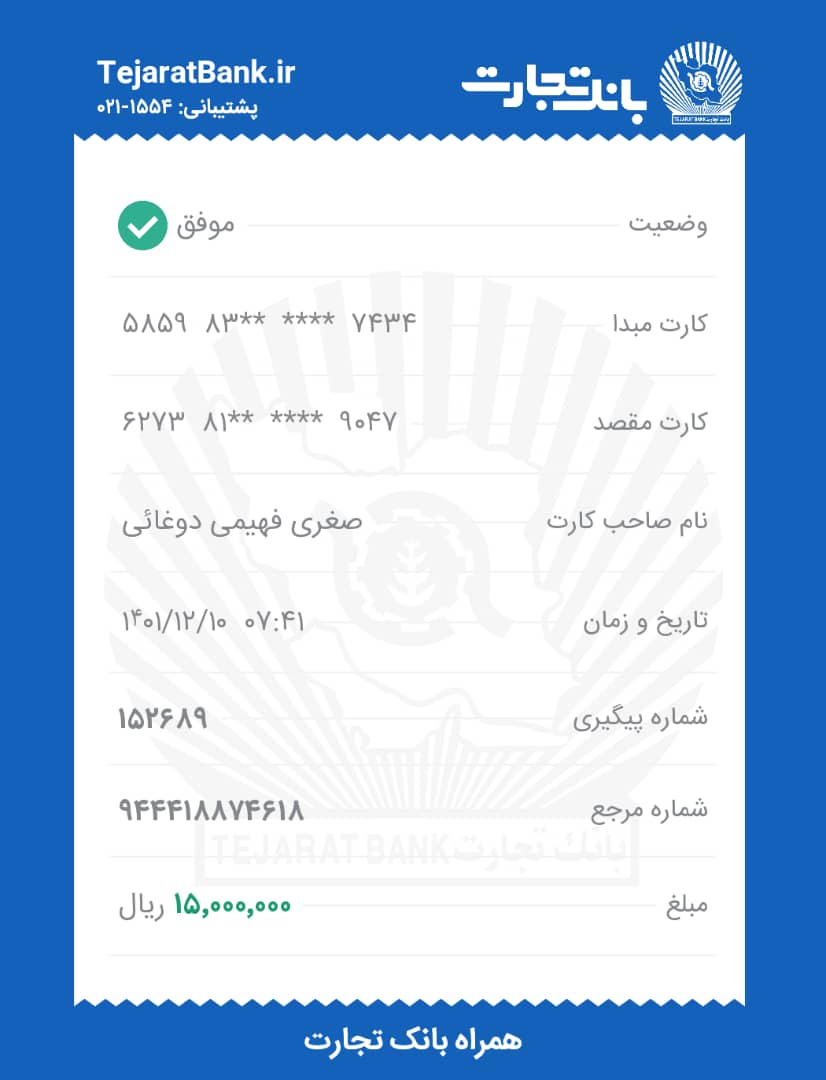 بانک تجارت
TEJARAT BANK بانک تجارت
TejaratBank.ir
پشتیبانی: ۱۵۵۴-۰۲۱
وضعیت موفق
کارت مبدا ۵۸۵۹ ۸۳** **** ۷۴۳۴
کارت مقصد ۶۲۷۳ ۸۱** **** ۹۰۴۷
نام صاحب کارت صغری فهیمی دوغائی
تاریخ و زمان ۱۴۰۱/۱۲/۱۰ ۰۷:۴۱
شماره پیگیری ۱۵۲۶۸۹
شماره مرجع ۹۴۴۴۱۸۸۷۴۶۱۸
TEJARAT BANK بانك تجارت
مبلغ ۱۵,۰۰۰,۰۰۰ ریال
همراه بانک تجارت